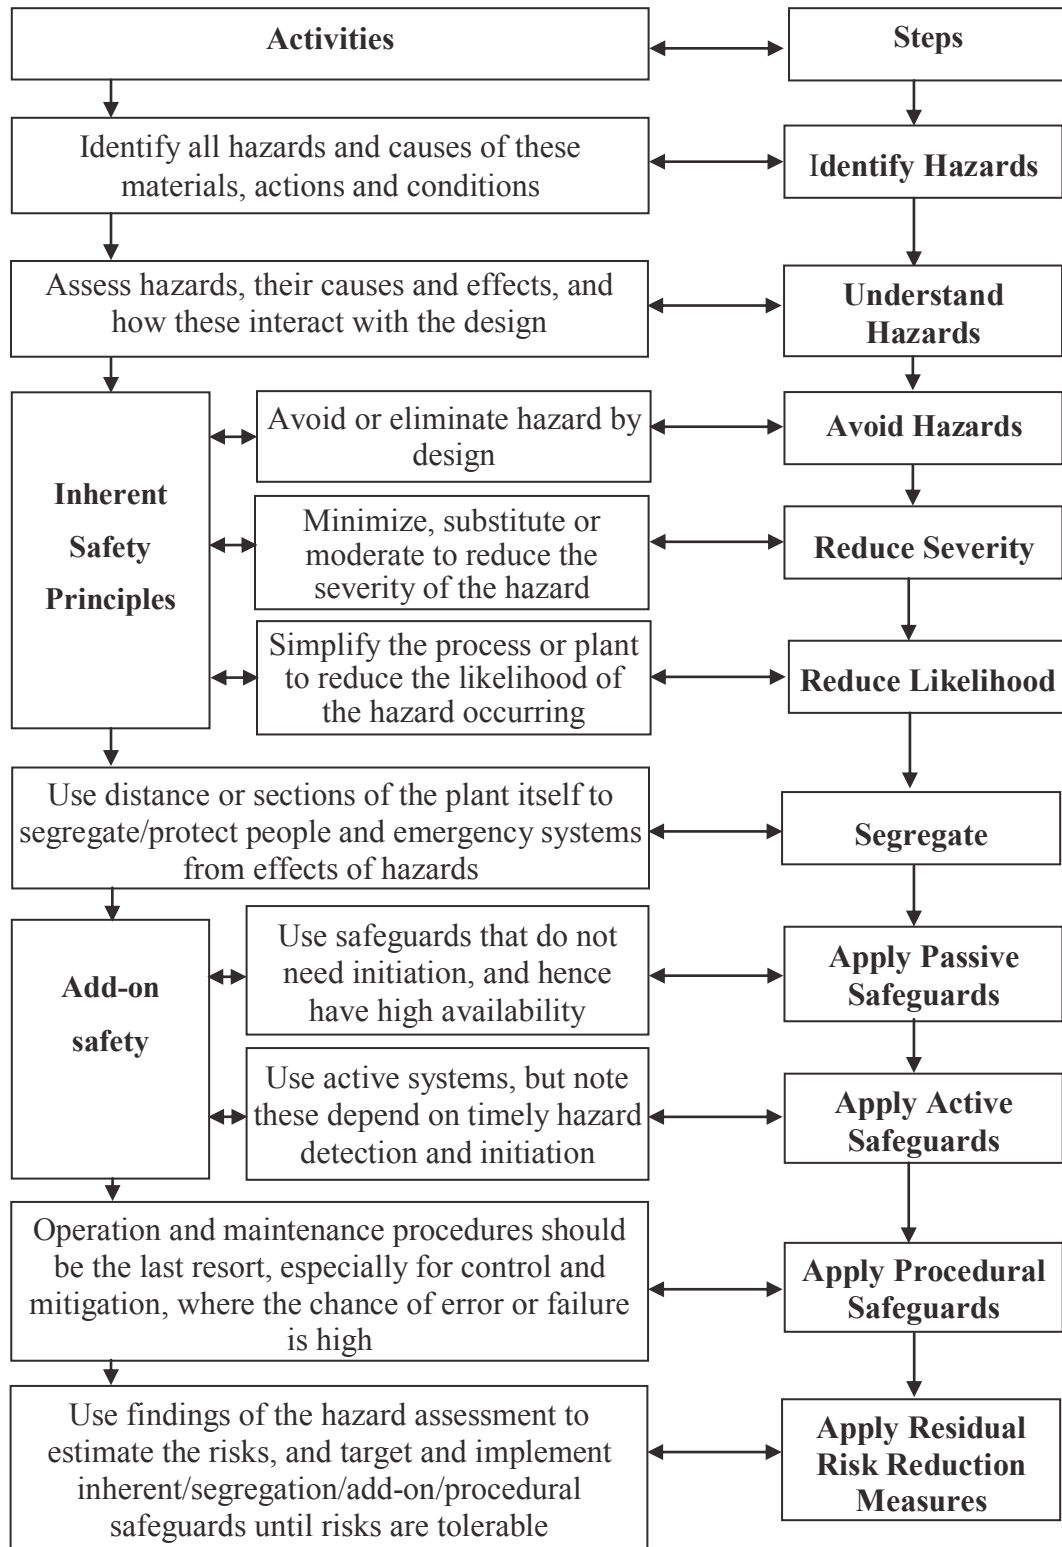 Activities
Steps
Identify all hazards and causes of these
materials, actions and conditions
Identify Hazards
Assess hazards, their causes and effects, and
how these interact with the design
Understand
Hazards
Inherent
Safety
Principles
Avoid or eliminate hazard by
design
Avoid Hazards
Minimize, substitute or
moderate to reduce the
severity of the hazard
Reduce Severity
Simplify the process or plant
to reduce the likelihood of
the hazard occurring
Reduce Likelihood
Use distance or sections of the plant itself to
segregate/protect people and emergency systems
from effects of hazards
Segregate
Add-on
safety
Use safeguards that do not
need initiation, and hence
have high availability
Apply Passive
Safeguards
Use active systems, but note
these depend on timely hazard
detection and initiation
Apply Active
Safeguards
Operation and maintenance procedures should
be the last resort, especially for control and
mitigation, where the chance of error or failure
is high
Apply Procedural
Safeguards
Use findings of the hazard assessment to
estimate the risks, and target and implement
inherent/segregation/add-on/procedural
safeguards until risks are tolerable
Apply Residual
Risk Reduction
Measures